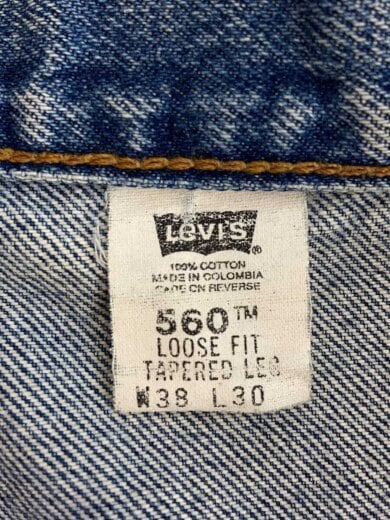 LEVI'S ®
100% COTTON
MADE IN COLOMBIA
CARE ON REVERSE
560™
LOOSE FIT
TAPERED LEG
W38 L30